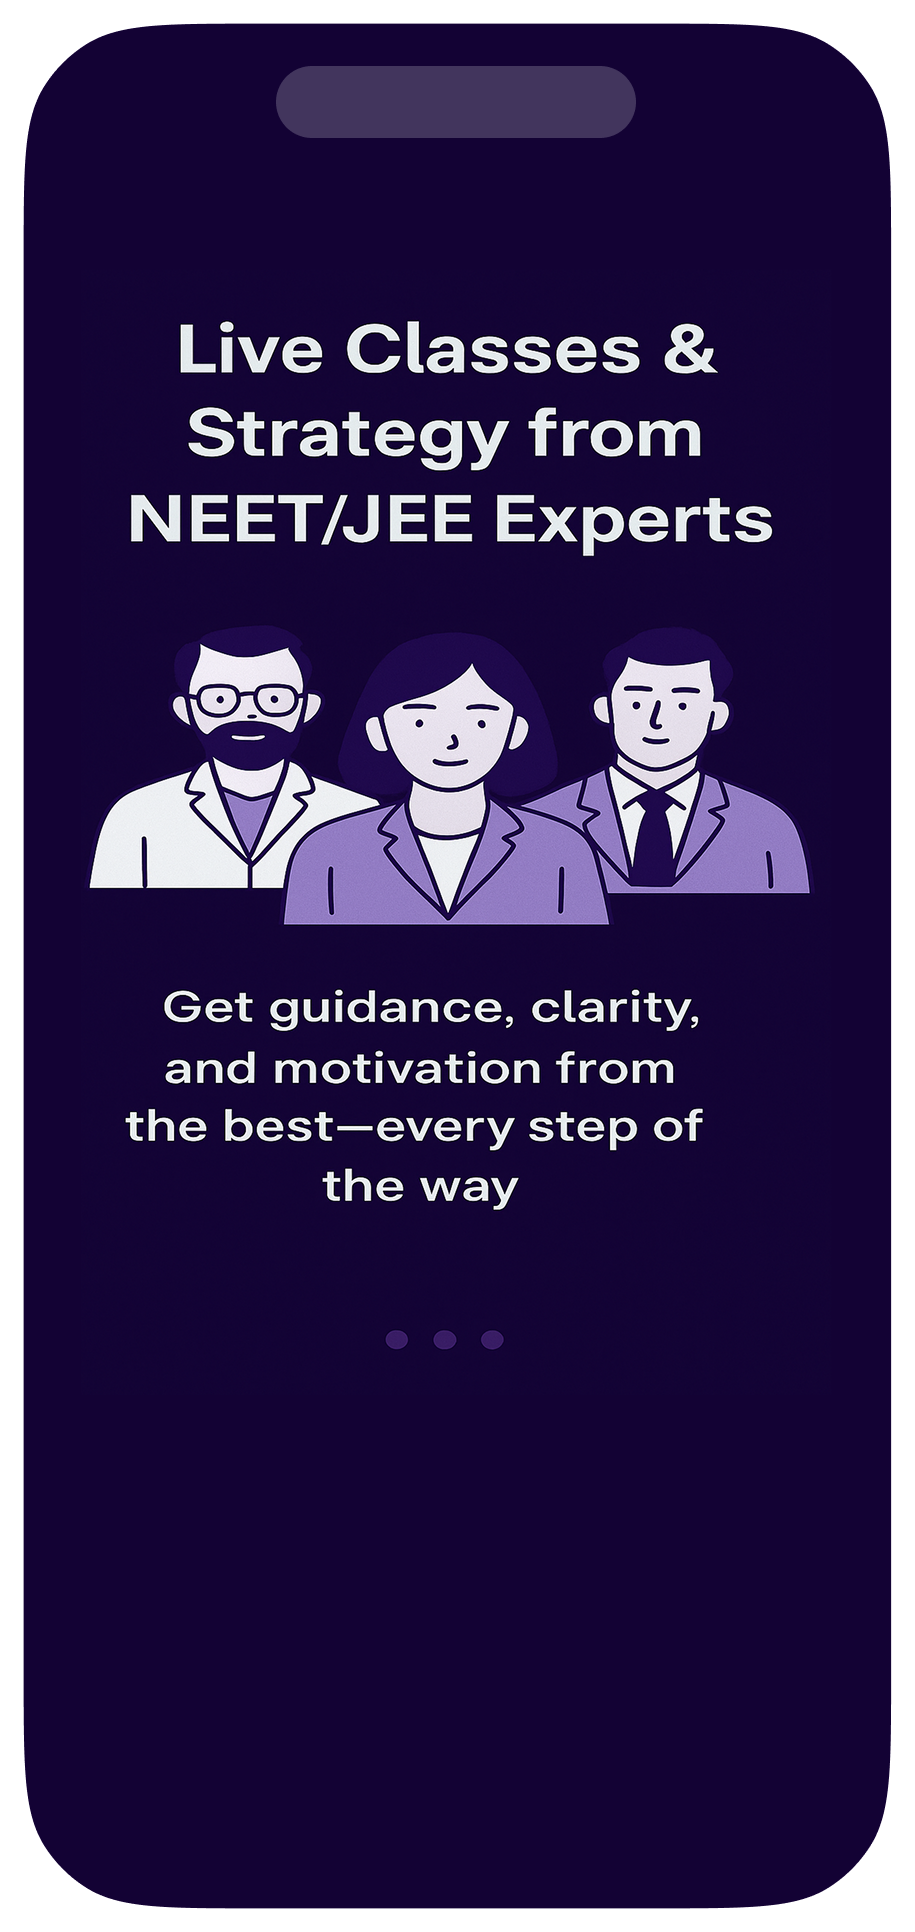 Live Classes &
Strategy from
NEET/JEE Experts
Get guidance, clarity,
and motivation from
the best—every step of
the way